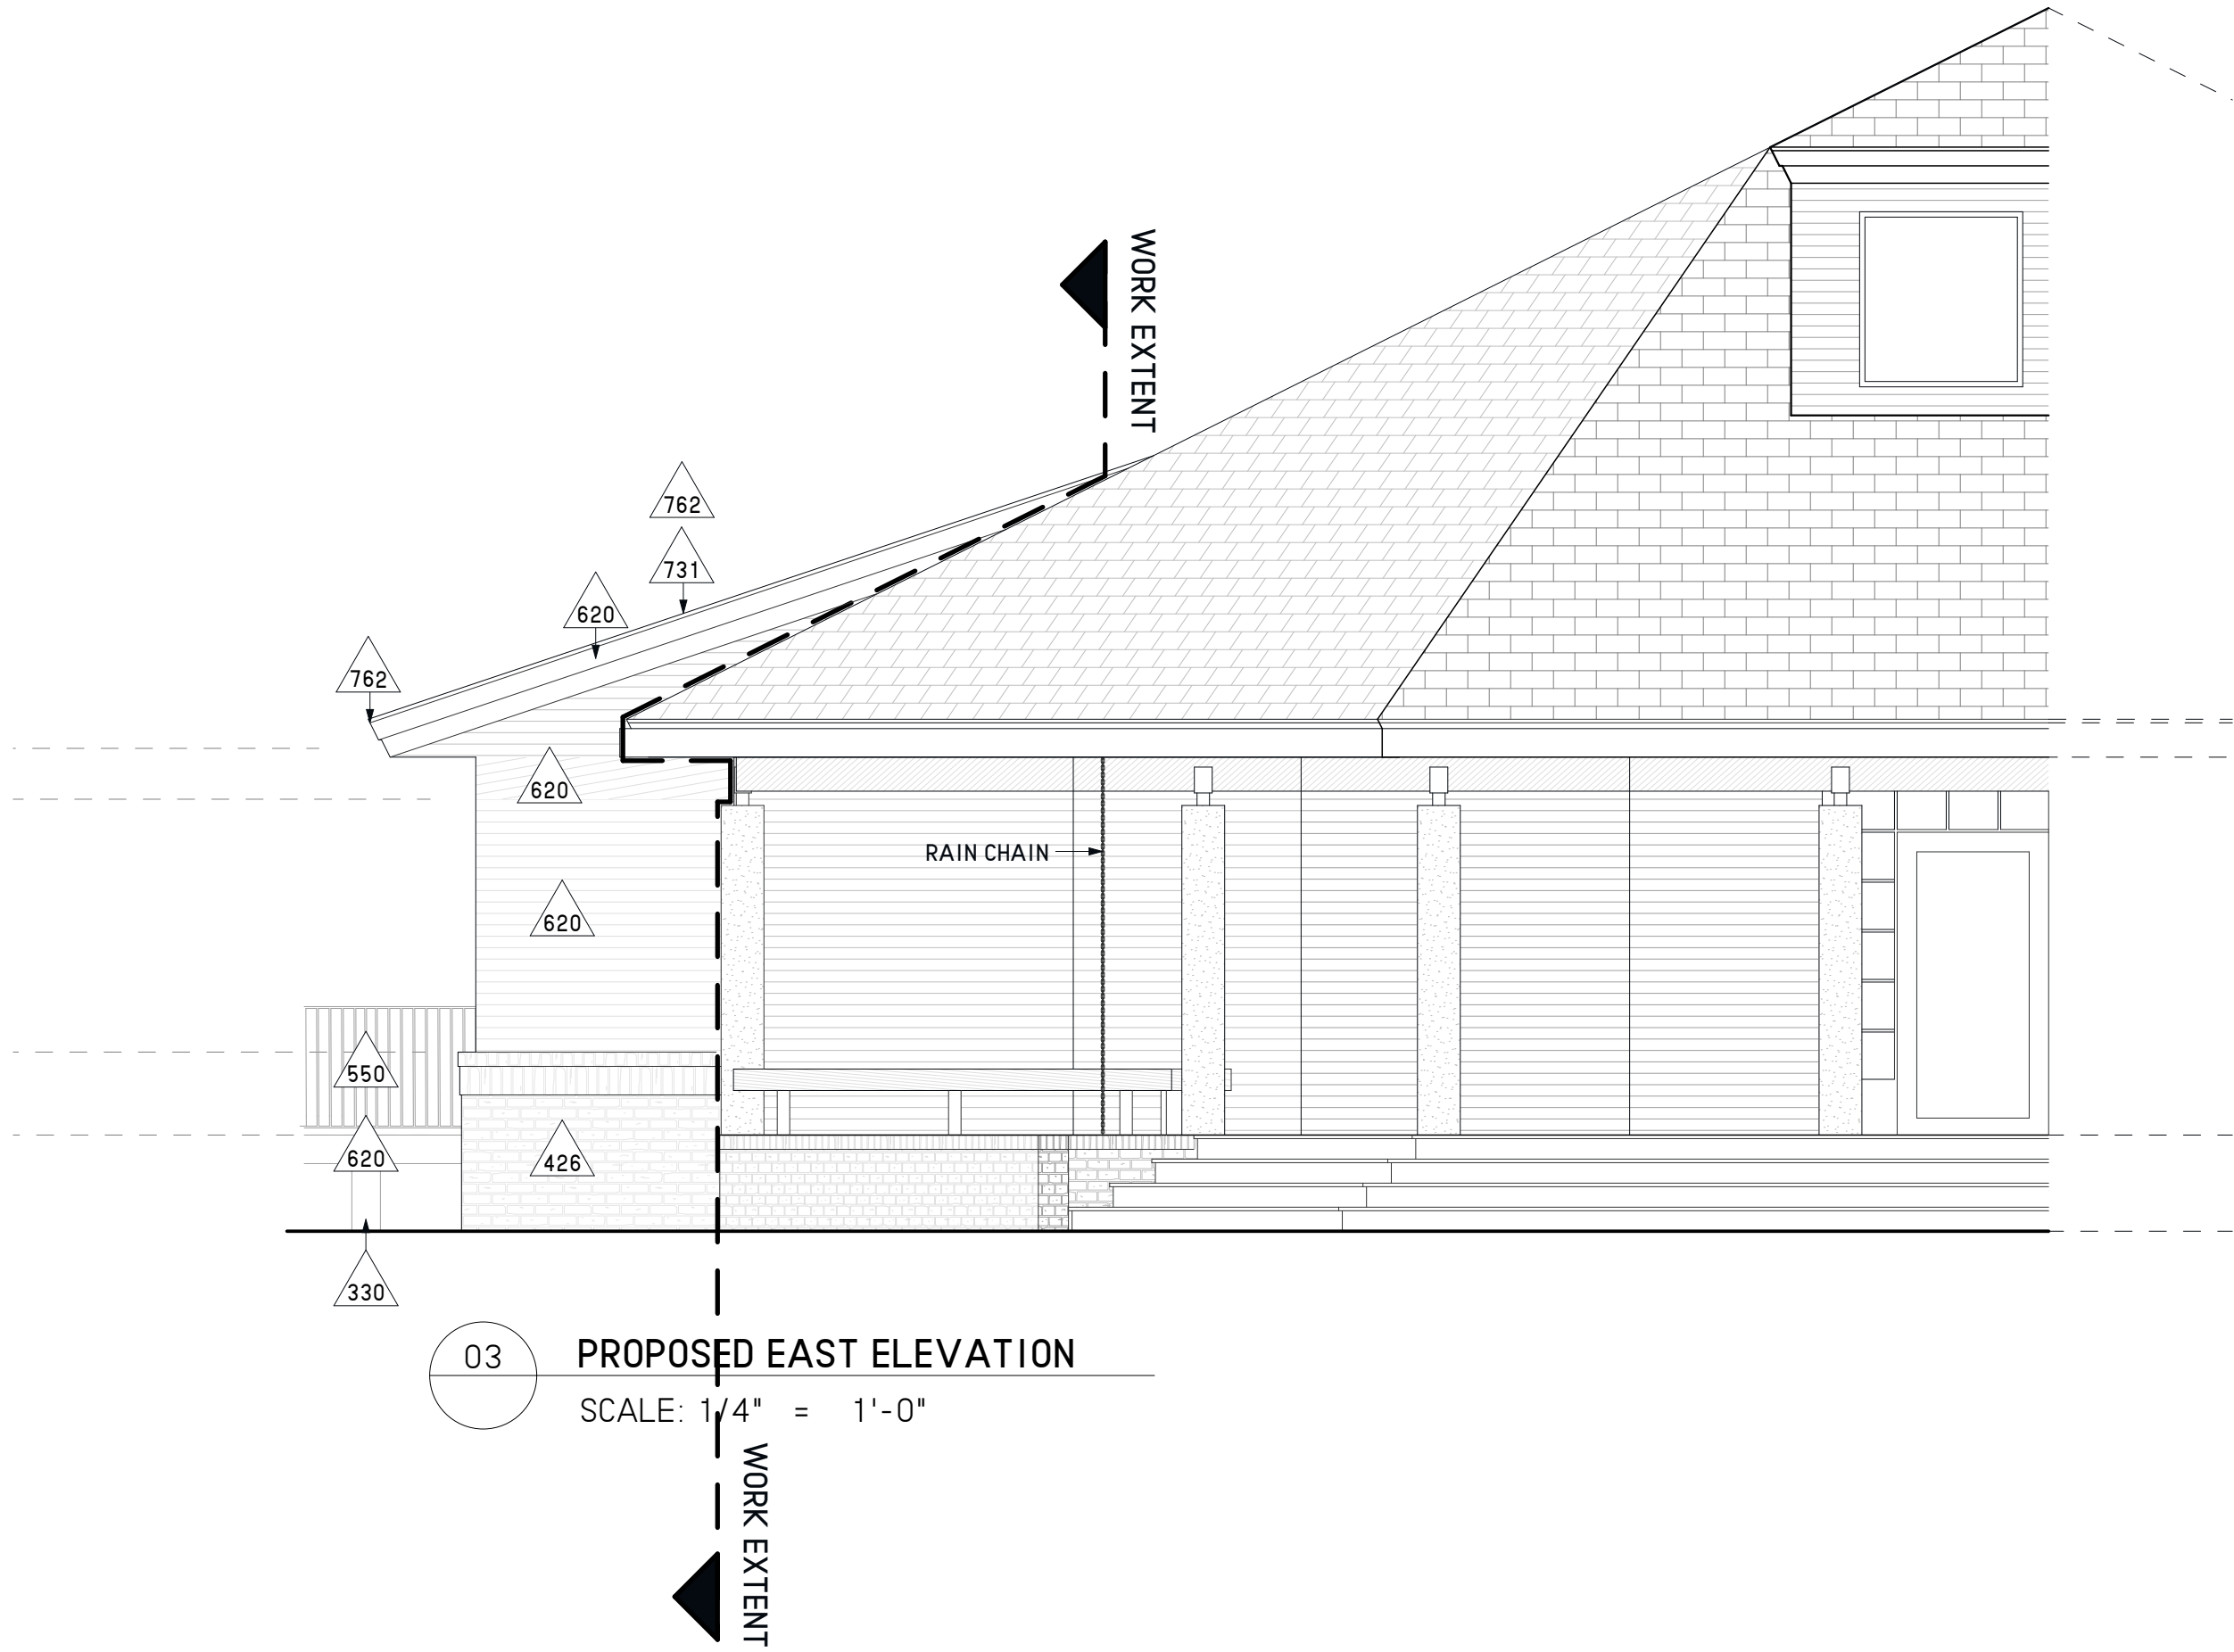 WORK EXTENT
762
731
620
762
620
RAIN CHAIN
620
550
620
426
330
03
PROPOSED EAST ELEVATION
SCALE: 1/4" = 1'-0"
WORK EXTENT